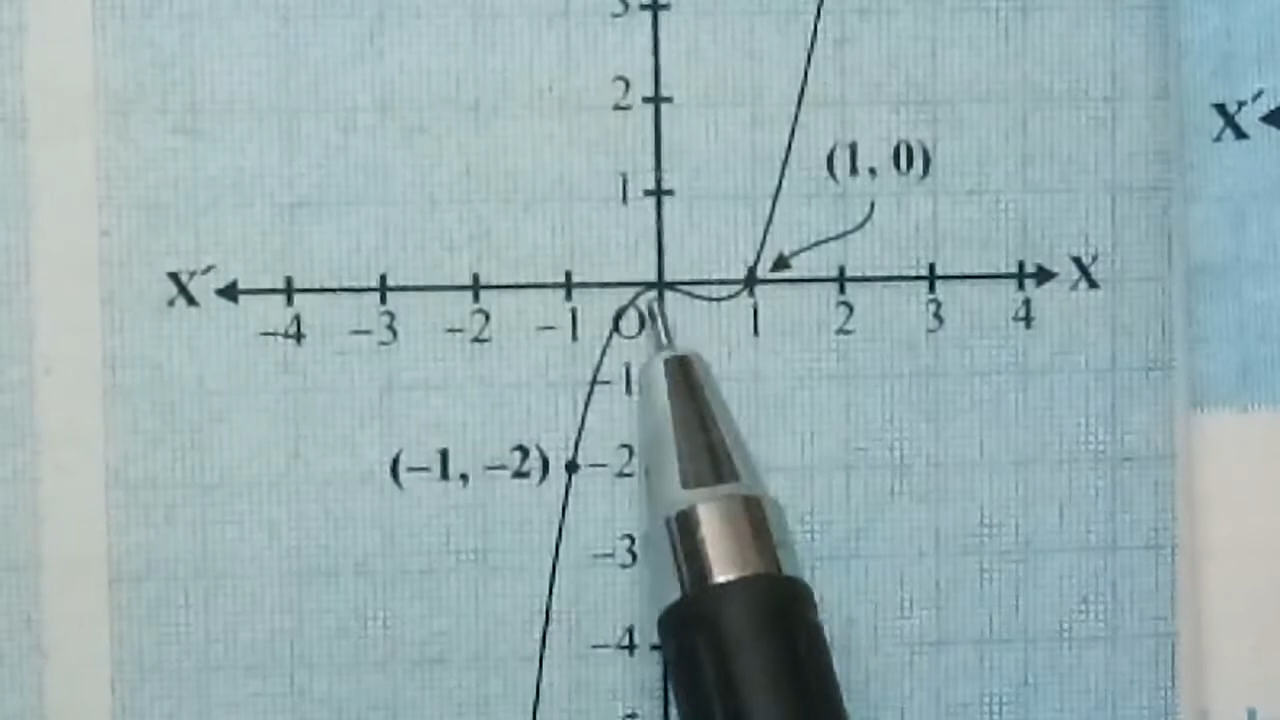 3
2
(1, 0)
1
X′
X′
X
–4 –3 –2 –1 O 1 2 3 4
–1
(–1, –2)
–2
–3
–4